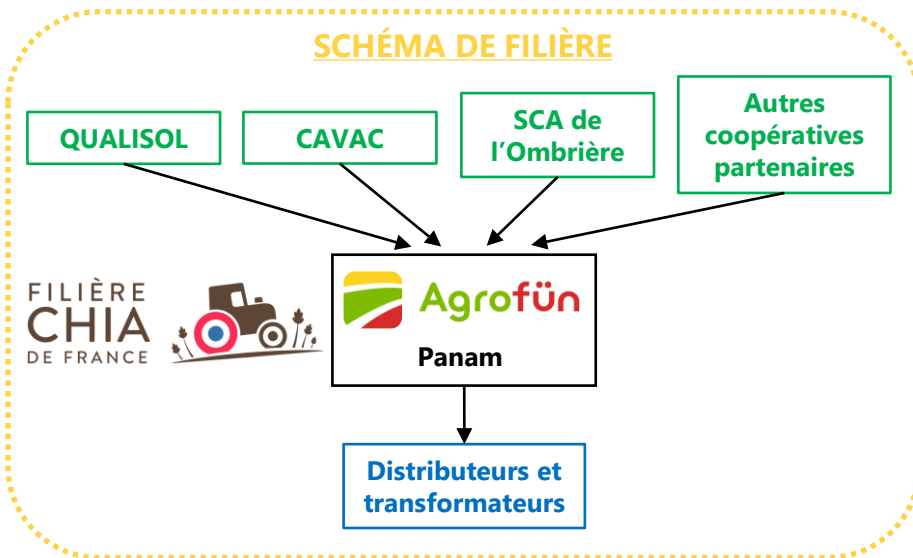 SCHÉMA DE FILIÈRE
QUALISOL
CAVAC
SCA de
l’Ombrière
Autres
coopératives
partenaires
FILIÈRE
CHIA
DE FRANCE
Agrofün
Panam
Distributeurs et
transformateurs